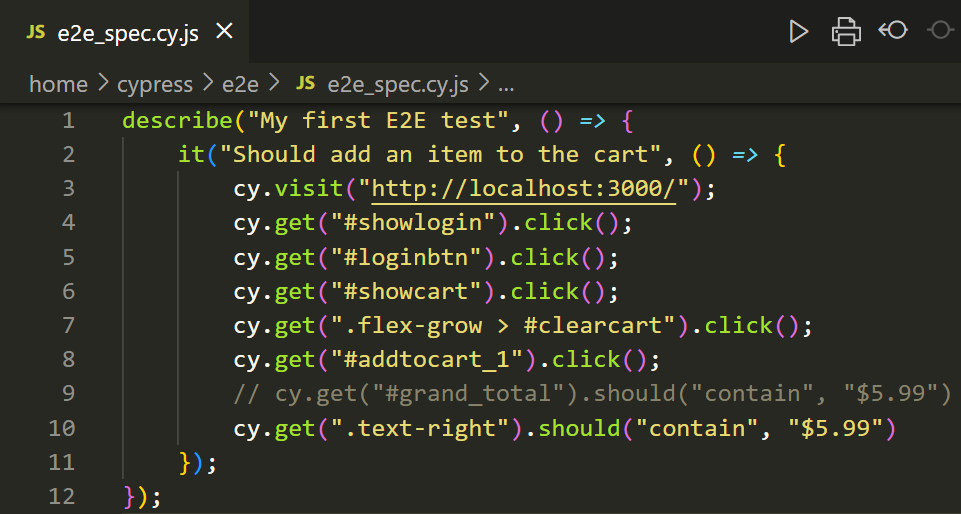 JS e2e_spec.cy.js
home > cypress > e2e > JS e2e_spec.cy.js > ...
1 describe("My first E2E test", () => {
2 it("Should add an item to the cart", () => {
3 cy.visit("http://localhost:3000/");
4 cy.get("#showlogin").click();
5 cy.get("#loginbtn").click();
6 cy.get("#showcart").click();
7 cy.get(".flex-grow > #clearcart").click();
8 cy.get("#addtocart_1").click();
9 // cy.get("#grand_total").should("contain", "$5.99")
10 cy.get(".text-right").should("contain", "$5.99")
11 });
12 });